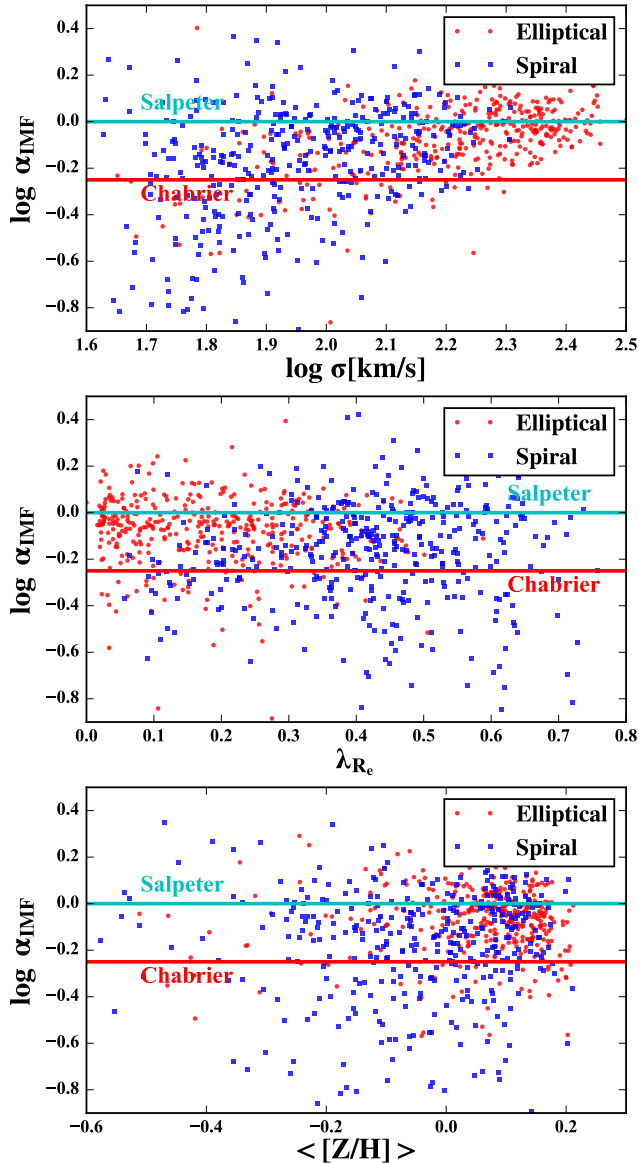 0.4
0.2
0.0
−0.2
−0.4
−0.6
−0.8
log α_IMF
Elliptical
Spiral
Salpeter
Chabrier
1.6 1.7 1.8 1.9 2.0 2.1 2.2 2.3 2.4 2.5
log σ[km/s]
0.4
0.2
0.0
−0.2
−0.4
−0.6
−0.8
log α_IMF
Elliptical
Spiral
Salpeter
Chabrier
0.0 0.1 0.2 0.3 0.4 0.5 0.6 0.7 0.8
λ_R_e
0.4
0.2
0.0
−0.2
−0.4
−0.6
−0.8
log α_IMF
Elliptical
Spiral
Salpeter
Chabrier
−0.6 −0.4 −0.2 0.0 0.2
< [Z/H] >